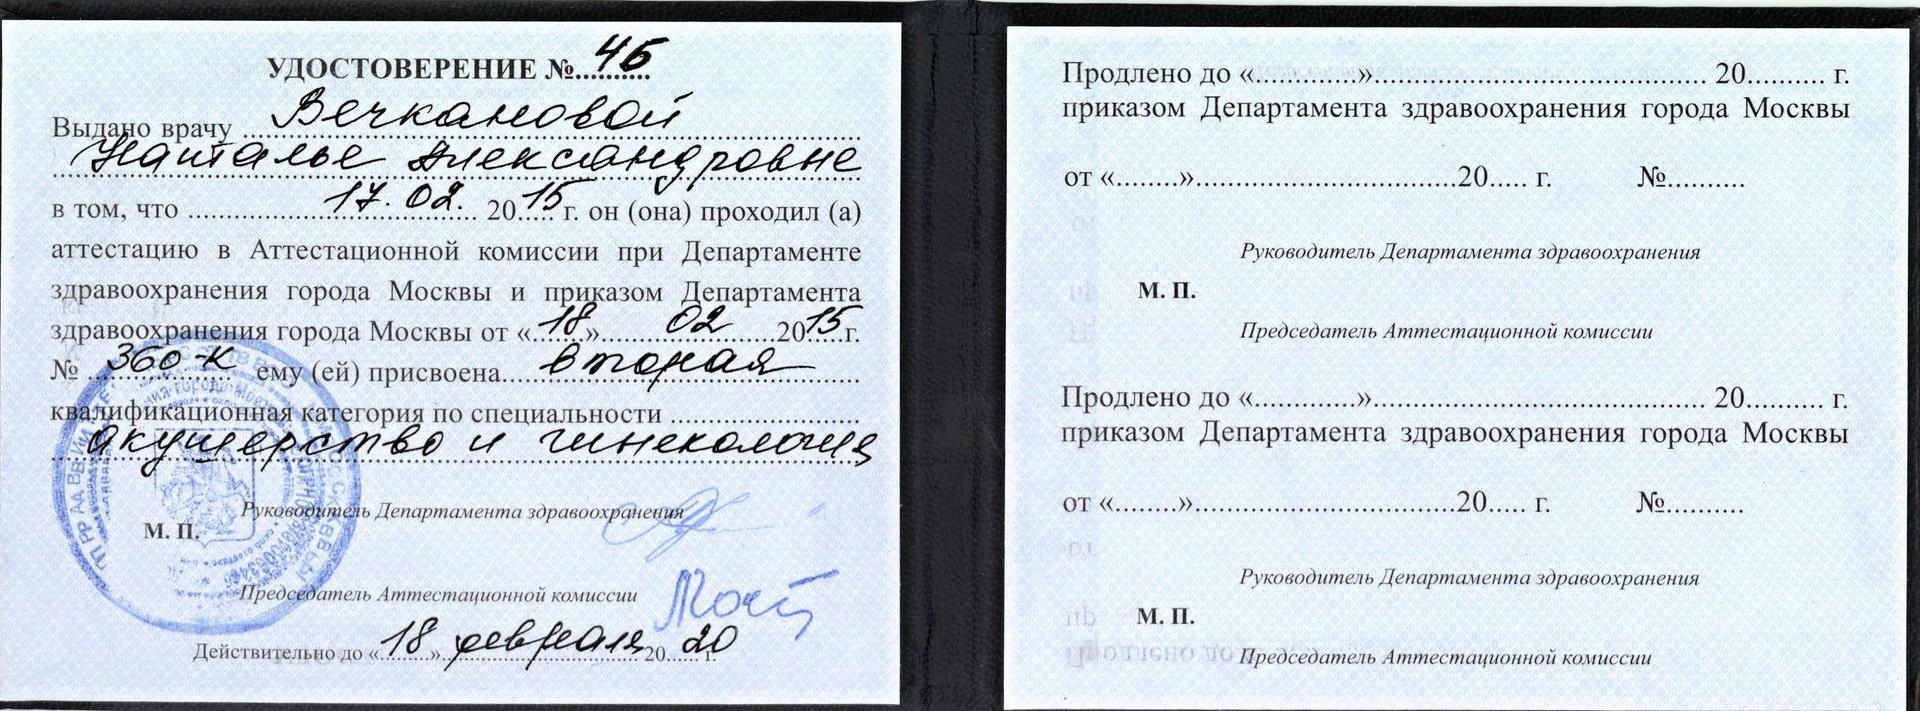 УДОСТОВЕРЕНИЕ №..46....
Выдано врачу ..Вечкановой
Наталье Александровне
в том, что ........17.02. 2015 г. он (она) проходил (а)
аттестацию в Аттестационной комиссии при Департаменте
здравоохранения города Москвы и приказом Департамента
здравоохранения города Москвы от «18» 02 2015 г.
№ 360-К ему (ей) присвоена вторая
квалификационная категория по специальности ........
акушерство и гинекология
Руководитель Департамента здравоохранения
М. П.
Председатель Аттестационной комиссии
Действительно до «18» февраля 2020 г.
Продлено до «............»...................................... 20......... г.
приказом Департамента здравоохранения города Москвы
от «........»..............................20..... г. №.........
Руководитель Департамента здравоохранения
М. П.
Председатель Аттестационной комиссии
Продлено до «............»...................................... 20......... г.
приказом Департамента здравоохранения города Москвы
от «........»..............................20..... г. №.........
Руководитель Департамента здравоохранения
М. П.
Председатель Аттестационной комиссии